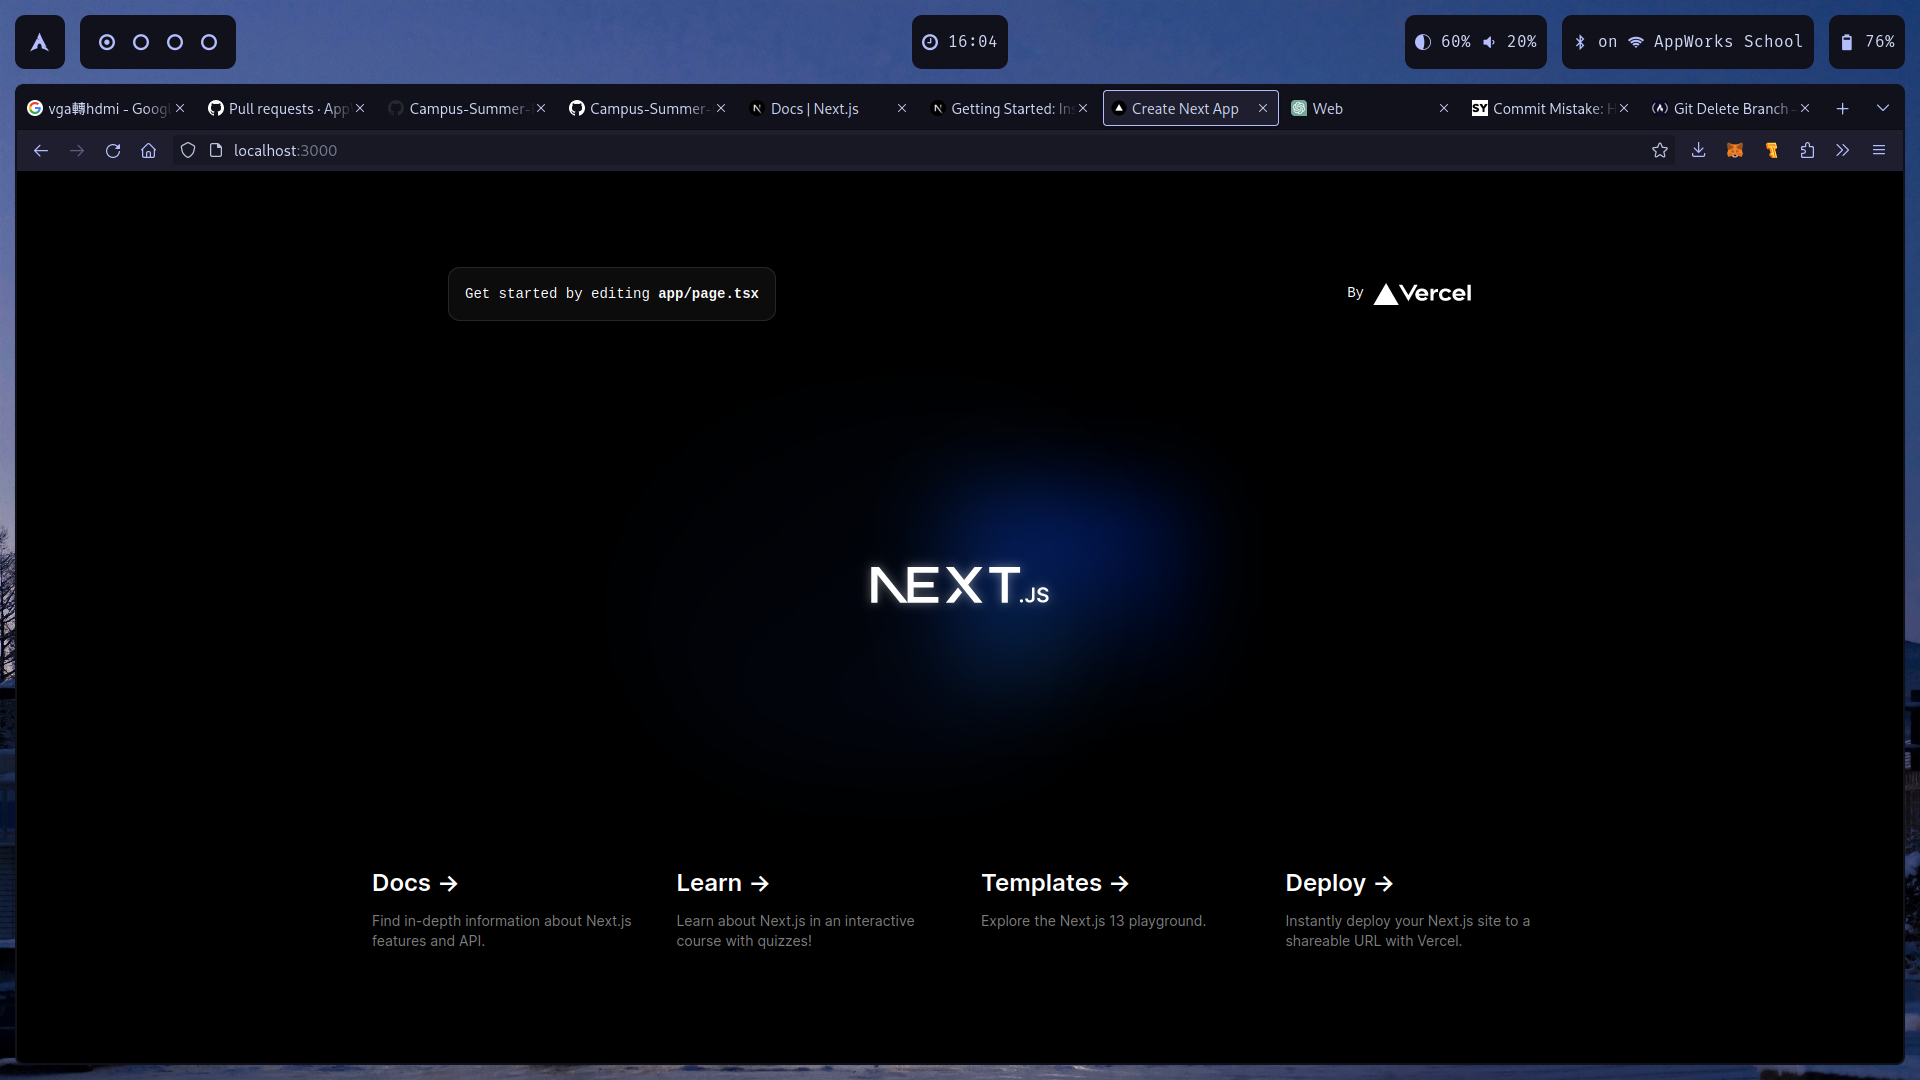 16:04
60% 20%
on AppWorks School
76%
vga轉hdmi - Googl
Pull requests · App
Campus-Summer-
Campus-Summer-
Docs | Next.js
Getting Started: Ins
Create Next App
Web
SY Commit Mistake: H
Git Delete Branch -
localhost:3000
Get started by editing app/page.tsx
By Vercel
NEXT.JS
Docs →
Find in-depth information about Next.js
features and API.
Learn →
Learn about Next.js in an interactive
course with quizzes!
Templates →
Explore the Next.js 13 playground.
Deploy →
Instantly deploy your Next.js site to a
shareable URL with Vercel.